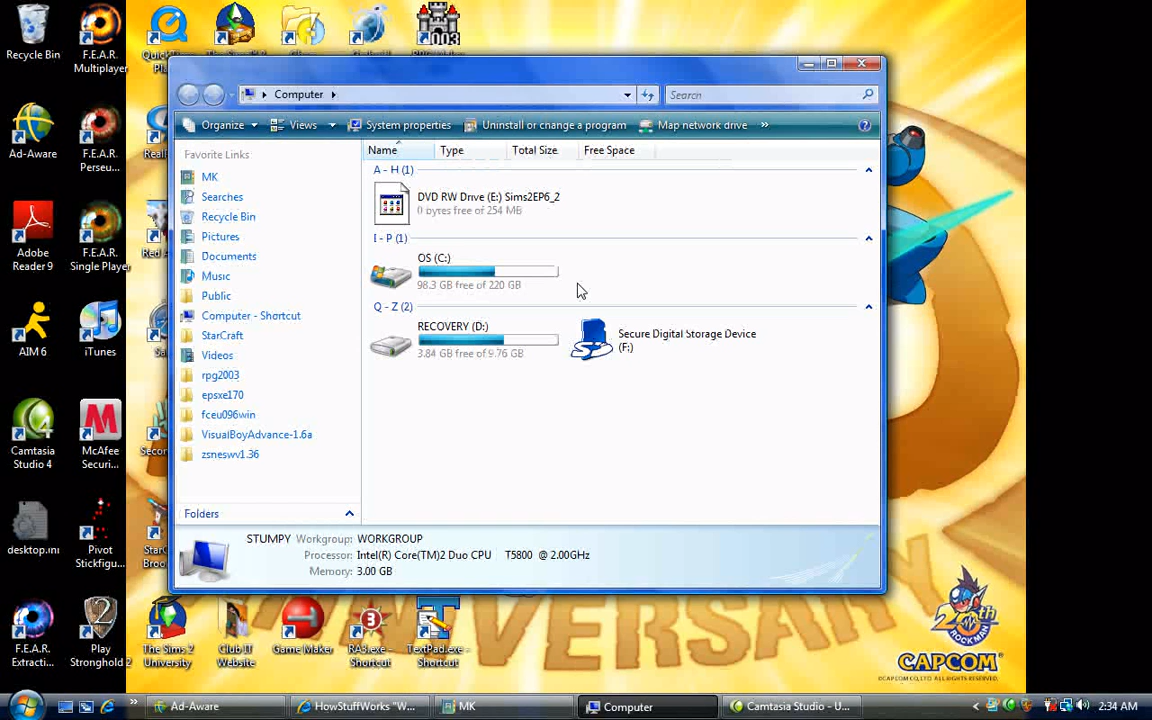 Recycle Bin
F.E.A.R.
Multiplayer
003
Computer
Search
Organize
Views
System properties
Uninstall or change a program
Map network drive
»
Favorite Links
MK
Searches
Recycle Bin
Pictures
Documents
Music
Public
Computer - Shortcut
StarCraft
Videos
rpg2003
epsxe170
fceu096win
VisualBoyAdvance-1.6a
zsneswv1.36
Folders
Name
Type
Total Size
Free Space
A - H (1)
DVD RW Drive (E:) Sims2EP6_2
0 bytes free of 254 MB
I - P (1)
OS (C:)
98.3 GB free of 220 GB
Q - Z (2)
RECOVERY (D:)
3.84 GB free of 9.76 GB
Secure Digital Storage Device
(F:)
STUMPY
Workgroup: WORKGROUP
Processor: Intel(R) Core(TM)2 Duo CPU T5800 @ 2.00GHz
Memory: 3.00 GB
Ad-Aware
F.E.A.R.
Perseu...
Adobe
Reader 9
F.E.A.R.
Single Player
AIM 6
iTunes
Camtasia
Studio 4
McAfee
Securi...
desktop.ini
Pivot
Stickfigu...
F.E.A.R.
Extracti...
Play
Stronghold 2
The Sims 2
University
Club IT
Website
Game Maker
RA3.exe -
Shortcut
TextPad.exe -
Shortcut
20th
ROCKMAN
CAPCOM
Ad-Aware
HowStuffWorks "W...
MK
Computer
Camtasia Studio - U...
2:34 AM